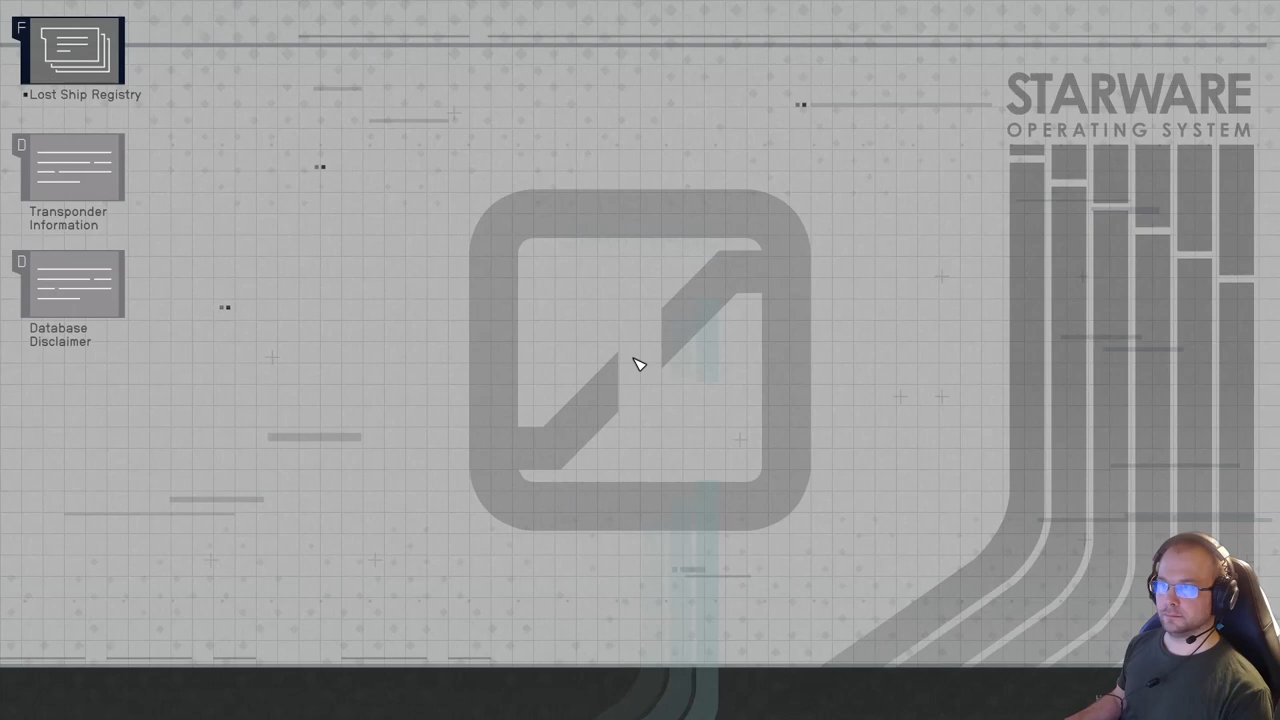 F
Lost Ship Registry
D
Transponder
Information
D
Database
Disclaimer
STARWARE
OPERATING SYSTEM